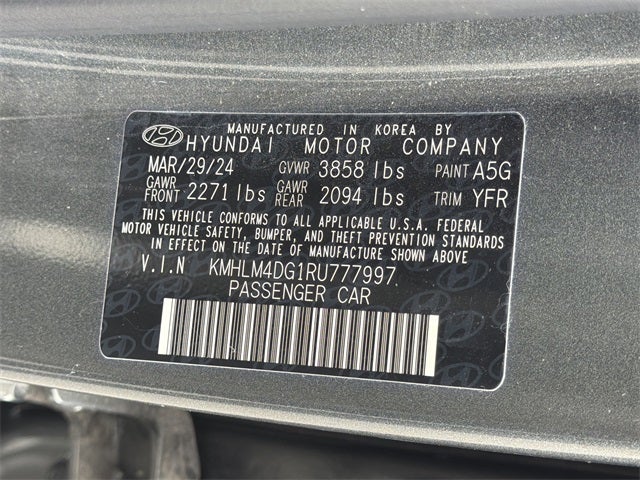 MANUFACTURED IN KOREA BY
HYUNDAI MOTOR COMPANY
MAR/29/24 GVWR 3858 lbs PAINT A5G
GAWR FRONT 2271 lbs GAWR REAR 2094 lbs TRIM YFR
THIS VEHICLE CONFORMS TO ALL APPLICABLE U.S.A. FEDERAL
MOTOR VEHICLE SAFETY, BUMPER, AND THEFT PREVENTION STANDARDS
IN EFFECT ON THE DATE OF MANUFACTURE SHOWN ABOVE
V.I.N KMHLM4DG1RU777997
PASSENGER CAR